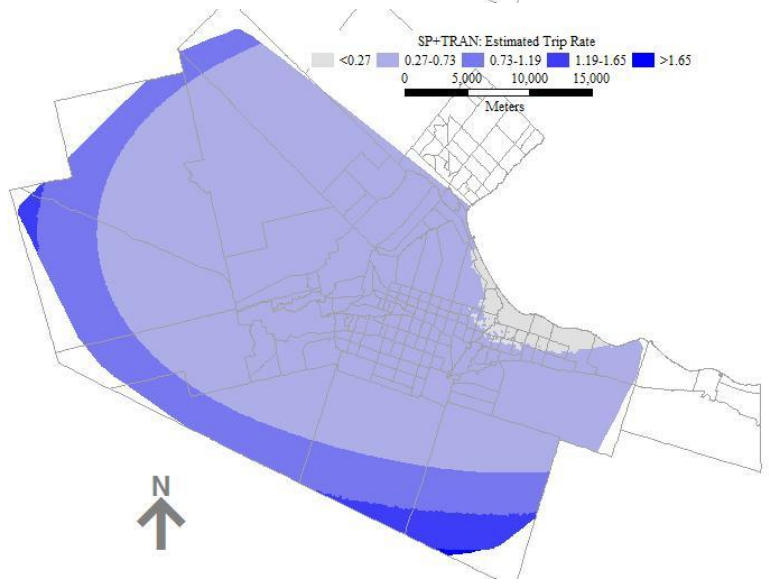 SP+TRAN: Estimated Trip Rate
<0.27 0.27-0.73 0.73-1.19 1.19-1.65 >1.65
0 5,000 10,000 15,000
Meters
N